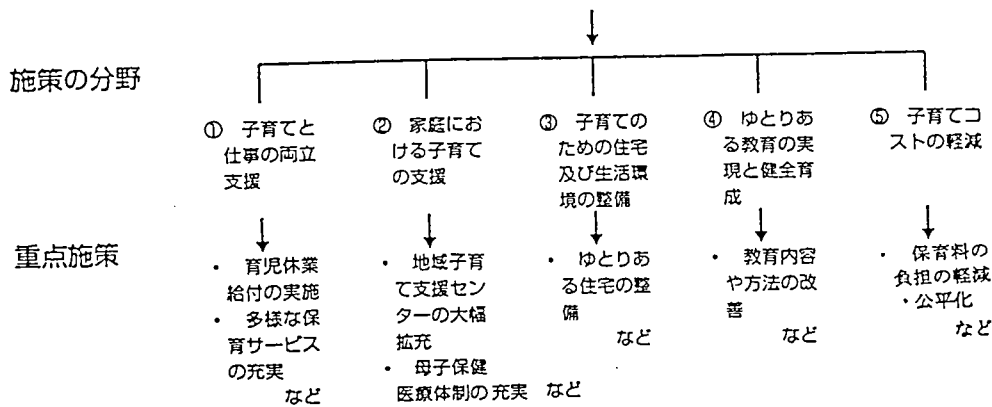 施策の分野
① 子育てと
仕事の両立
支援
② 家庭にお
ける子育て
の支援
③ 子育ての
ための住宅
及び生活環
境の整備
④ ゆとりあ
る教育の実
現と健全育
成
⑤ 子育てコ
ストの軽減
重点施策
・ 育児休業
給付の実施
・ 多様な保
育サービス
の充実
など
・ 地域子育
て支援セン
ターの大幅
拡充
・ 母子保健
医療体制の充実 など
・ ゆとりあ
る住宅の整
備
など
・ 教育内容
や方法の改
善
など
・ 保育料の
負担の軽減
・公平化
など